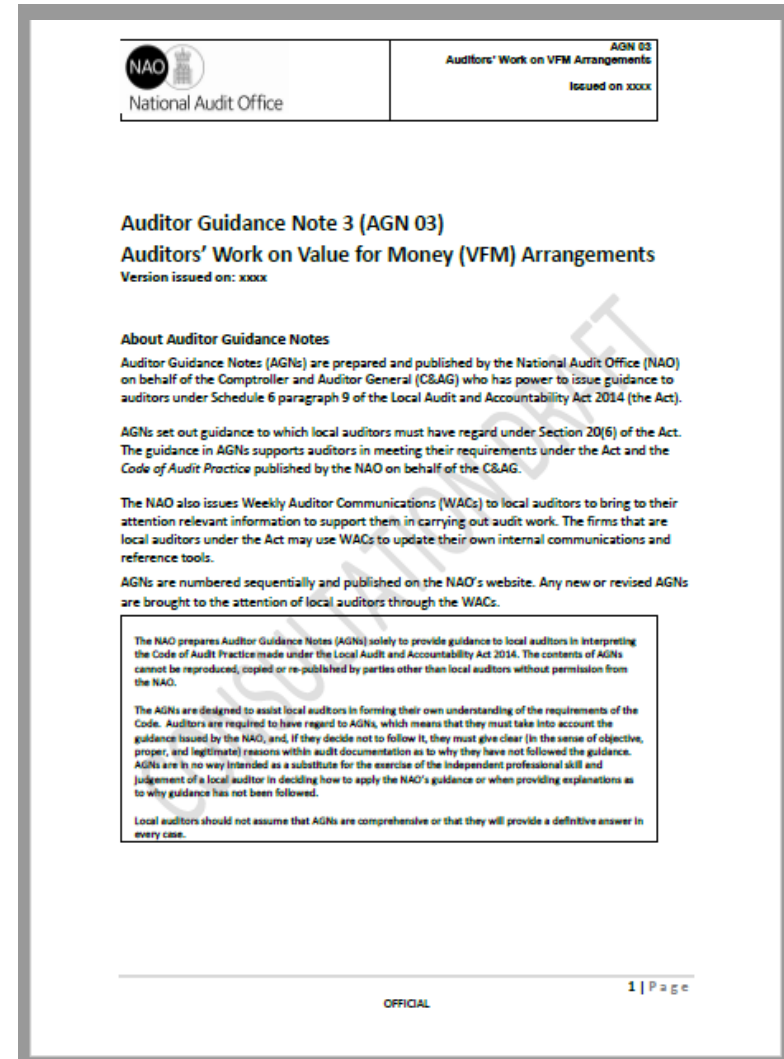 NAO
National Audit Office
AGN 03
Auditors' Work on VFM Arrangements
Issued on xxxx
Auditor Guidance Note 3 (AGN 03)
Auditors' Work on Value for Money (VFM) Arrangements
Version issued on: xxxx
About Auditor Guidance Notes
Auditor Guidance Notes (AGNs) are prepared and published by the National Audit Office (NAO)
on behalf of the Comptroller and Auditor General (C&AG) who has power to issue guidance to
auditors under Schedule 6 paragraph 9 of the Local Audit and Accountability Act 2014 (the Act).
AGNs set out guidance to which local auditors must have regard under Section 20(6) of the Act.
The guidance in AGNs supports auditors in meeting their requirements under the Act and the
Code of Audit Practice published by the NAO on behalf of the C&AG.
The NAO also issues Weekly Auditor Communications (WACs) to local auditors to bring to their
attention relevant information to support them in carrying out audit work. The firms that are
local auditors under the Act may use WACs to update their own internal communications and
reference tools.
AGNs are numbered sequentially and published on the NAO's website. Any new or revised AGNs
are brought to the attention of local auditors through the WACs.
The NAO prepares Auditor Guidance Notes (AGNs) solely to provide guidance to local auditors in interpreting
the Code of Audit Practice made under the Local Audit and Accountability Act 2014. The contents of AGNs
cannot be reproduced, copied or re-published by parties other than local auditors without permission from
the NAO.
The AGNs are designed to assist local auditors in forming their own understanding of the requirements of the
Code. Auditors are required to have regard to AGNs, which means that they must take into account the
guidance issued by the NAO, and, if they decide not to follow it, they must give clear (in the sense of objective,
proper, and legitimate) reasons within audit documentation as to why they have not followed the guidance.
AGNs are in no way intended as a substitute for the exercise of the independent professional skill and
judgement of a local auditor in deciding how to apply the NAO's guidance or when providing explanations as
to why guidance has not been followed.
Local auditors should not assume that AGNs are comprehensive or that they will provide a definitive answer in
every case.
CONSULTATION DRAFT
1 | Page
OFFICIAL